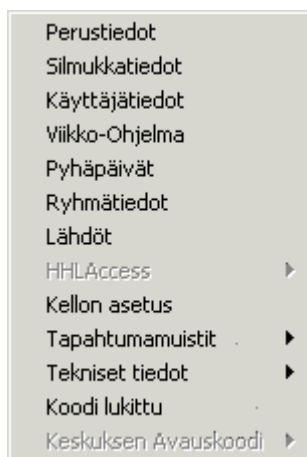 Perustiedot
Silmukkatiedot
Käyttäjätiedot
Viikko-Ohjelma
Pyhäpäivät
Ryhmätiedot
Lähdöt
HHLAccess
Kellon asetus
Tapahtumamuistit
Tekniset tiedot
Koodi lukittu
Keskuksen Avauskoodi